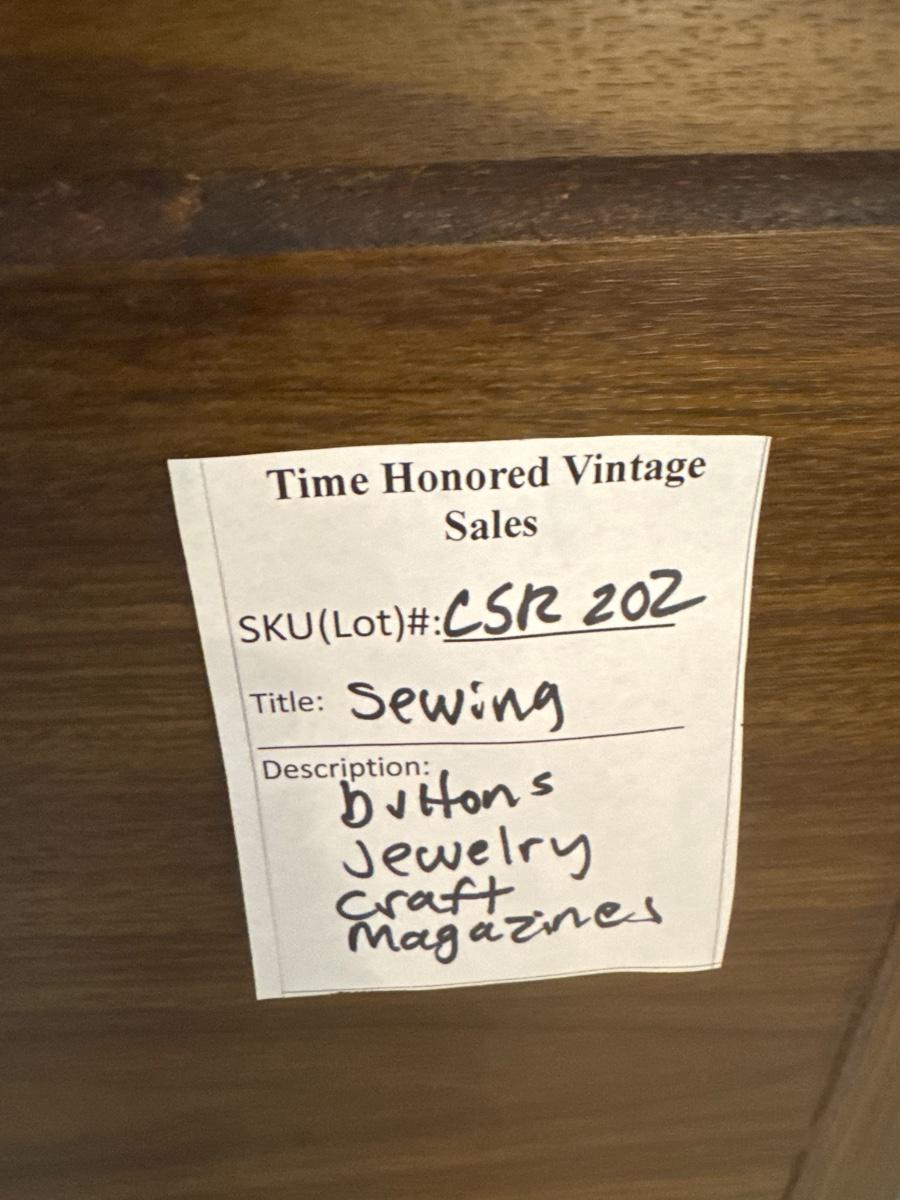 Time Honored Vintage
Sales
SKU(Lot)#: CSR 202
Title: Sewing
Description:
buttons
Jewelry
craft
Magazines